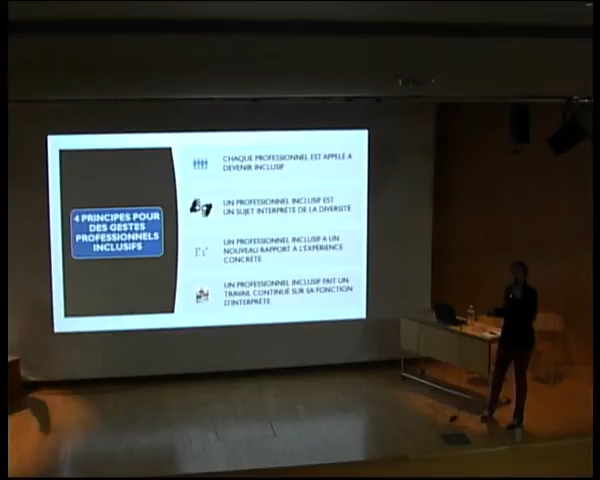 4 PRINCIPES POUR
DES GESTES
PROFESSIONNELS
INCLUSIFS
CHAQUE PROFESSIONNEL EST APPELÉ A
DEVENIR INCLUSIF
UN PROFESSIONNEL INCLUSIF EST
UN SUJET INTERPRÈTE DE LA DIVERSITÉ
UN PROFESSIONNEL INCLUSIF A UN
NOUVEAU RAPPORT À L'EXPÉRIENCE
CONCRÈTE
UN PROFESSIONNEL INCLUSIF FAIT UN
TRAVAIL CONTINUÉ SUR SA FONCTION
D'INTERPRÈTE